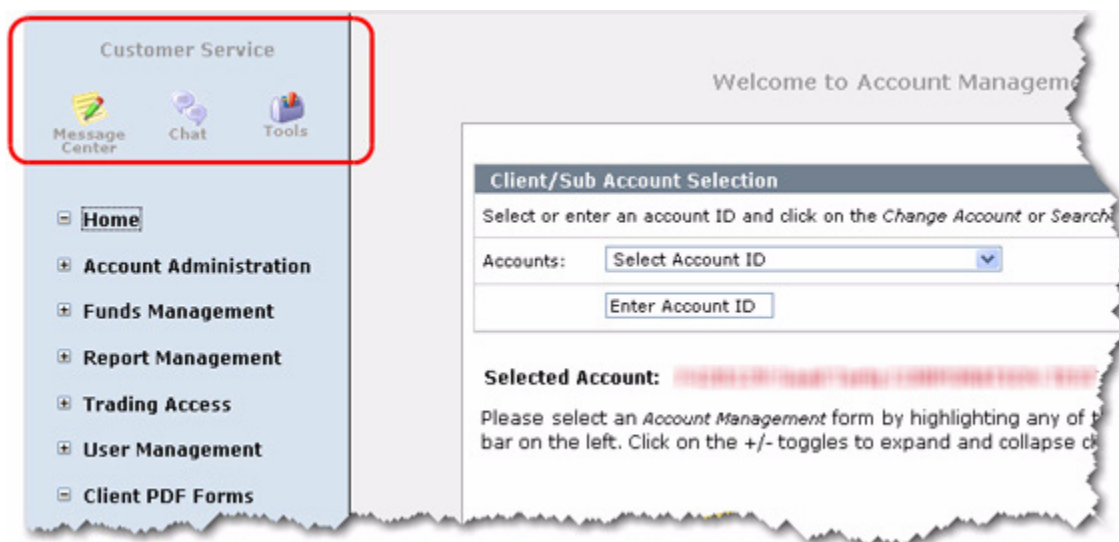 Customer Service
Message Center
Chat
Tools
Home
Account Administration
Funds Management
Report Management
Trading Access
User Management
Client PDF Forms
Welcome to Account
Client/Sub Account Selection
Select or enter an account ID and click on the Change Account or Search
Accounts: Select Account ID
Enter Account ID
Selected Account:
Please select an Account Management form by highlighting any of
bar on the left. Click on the +/- toggles to expand and collapse